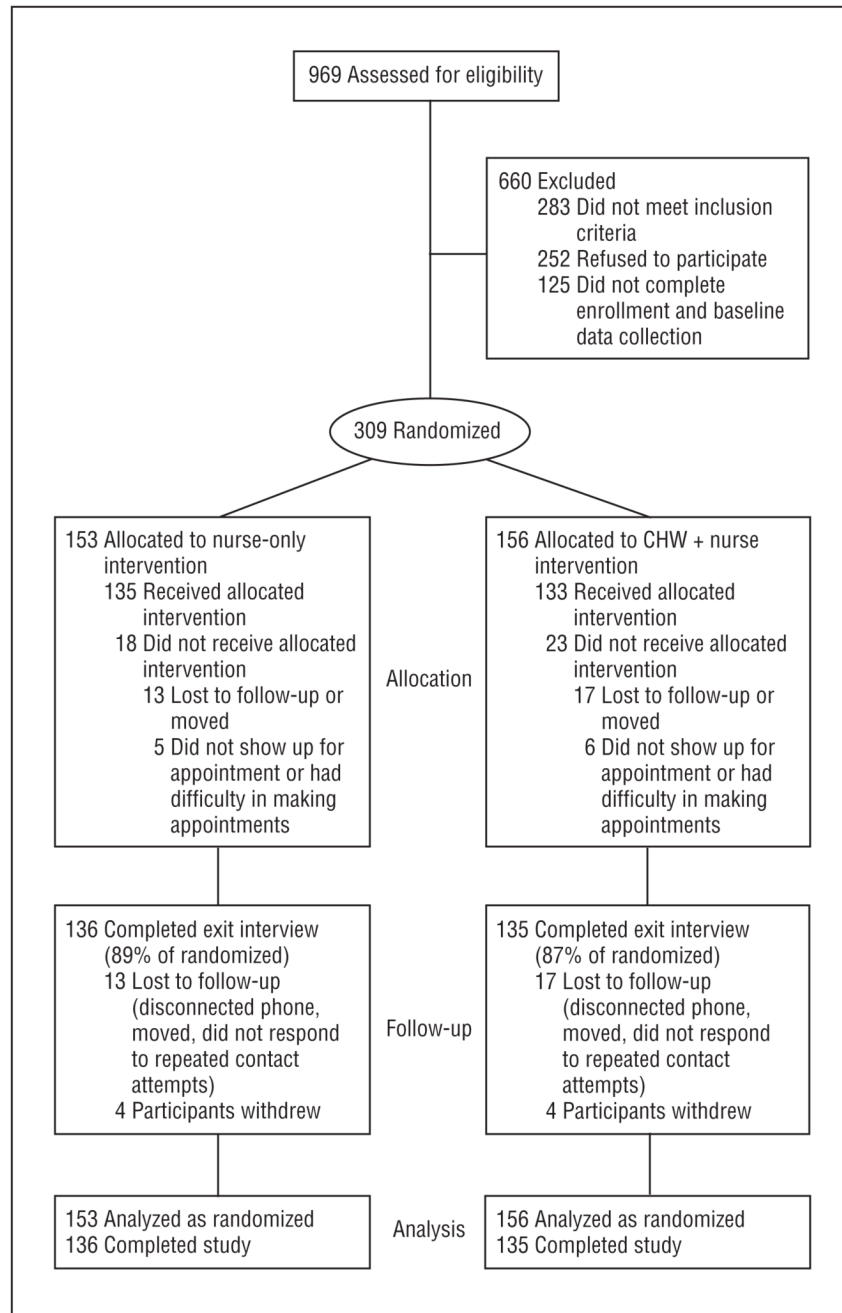 969 Assessed for eligibility
660 Excluded
283 Did not meet inclusion
criteria
252 Refused to participate
125 Did not complete
enrollment and baseline
data collection
309 Randomized
153 Allocated to nurse-only
intervention
135 Received allocated
intervention
18 Did not receive allocated
intervention
13 Lost to follow-up or
moved
5 Did not show up for
appointment or had
difficulty in making
appointments
Allocation
156 Allocated to CHW + nurse
intervention
133 Received allocated
intervention
23 Did not receive allocated
intervention
17 Lost to follow-up or
moved
6 Did not show up for
appointment or had
difficulty in making
appointments
136 Completed exit interview
(89% of randomized)
13 Lost to follow-up
(disconnected phone,
moved, did not respond
to repeated contact
attempts)
4 Participants withdrew
Follow-up
135 Completed exit interview
(87% of randomized)
17 Lost to follow-up
(disconnected phone,
moved, did not respond
to repeated contact
attempts)
4 Participants withdrew
153 Analyzed as randomized
136 Completed study
Analysis
156 Analyzed as randomized
135 Completed study